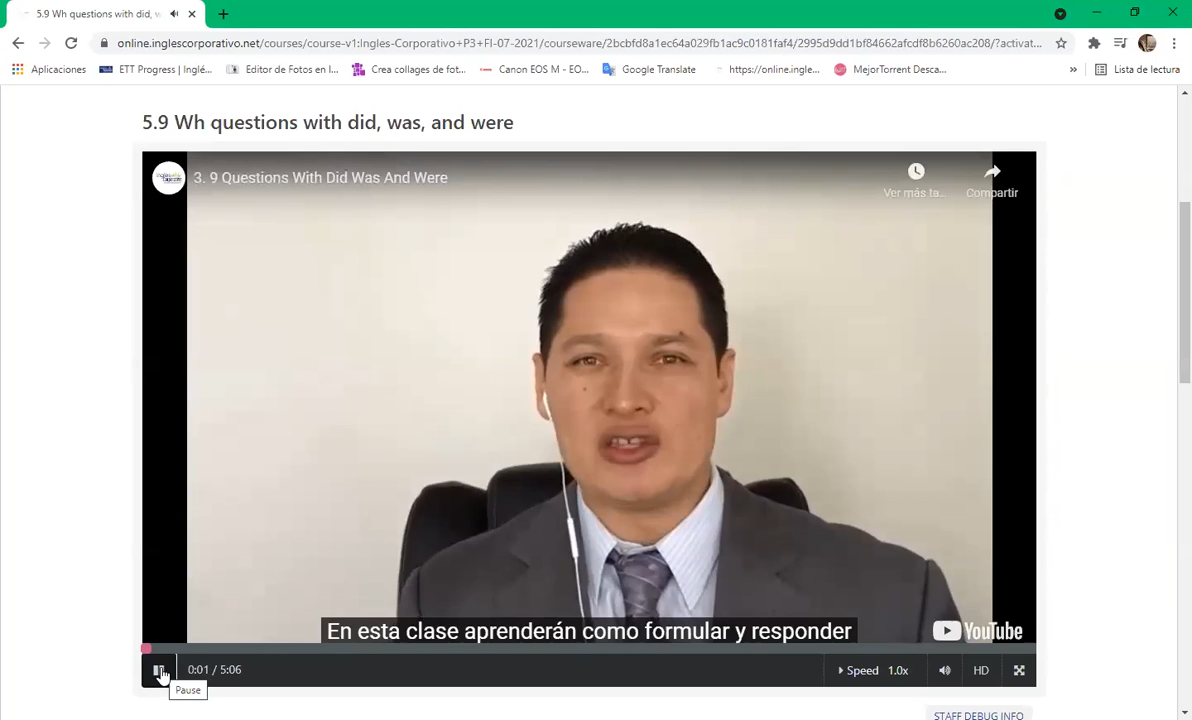 5.9 Wh questions with did, w
online.inglescorporativo.net/courses/course-v1:Ingles-Corporativo+P3+FI-07-2021/courseware/2bcbfd8a1ec64a029fb1ac9c0181faf4/2995d9dd1bf84662afcdf8b6260ac208/?activat...
Aplicaciones ETT Progress | Inglé... Editor de Fotos en l... Crea collages de fot... Canon EOS M - EO... Google Translate https://online.ingle... MejorTorrent Desca... » Lista de lectura
5.9 Wh questions with did, was, and were
3. 9 Questions With Did Was And Were
Ver más ta... Compartir
En esta clase aprenderán como formular y responder
YouTube
0:01 / 5:06 Speed 1.0x HD
Pause
STAFF DEBUG INFO